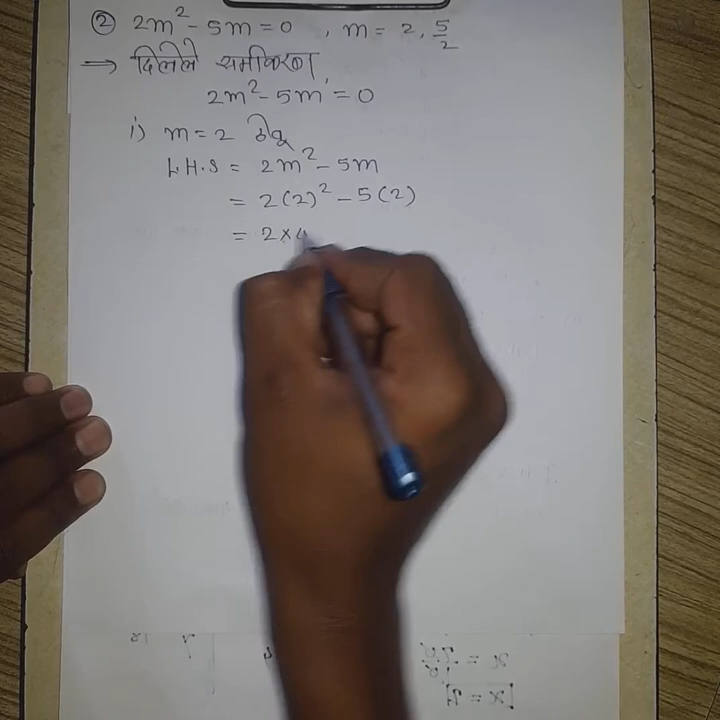 ② 2m² - 5m = 0 , m = 2, 5/2
⇒ दिलेले समीकरण,
2m² - 5m = 0
i) m = 2 ठेवू
L.H.S = 2m² - 5m
= 2(2)² - 5(2)
= 2×4